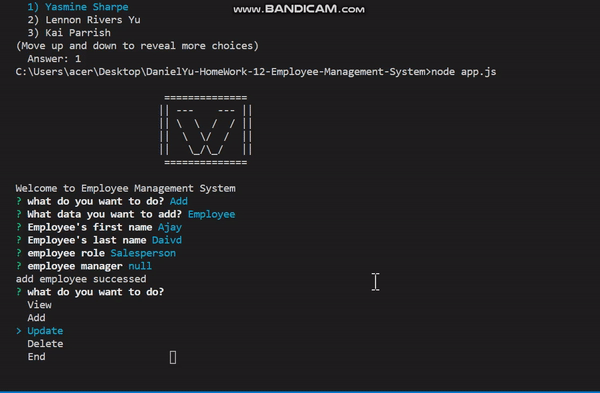 www.BANDICAM.com
1) Yasmine Sharpe
2) Lennon Rivers Yu
3) Kai Parrish
(Move up and down to reveal more choices)
Answer: 1
C:\Users\acer\Desktop\DanielYu-HomeWork-12-Employee-Management-System>node app.js
==============
|| ---    --- ||
|| \  \  /  / ||
||  \  \/  /  ||
||   \_/\_/   ||
==============
Welcome to Employee Management System
? what do you want to do? Add
? What data you want to add? Employee
? Employee's first name Ajay
? Employee's last name Daivd
? employee role Salesperson
? employee manager null
add employee successed
? what do you want to do?
View
Add
> Update
Delete
End